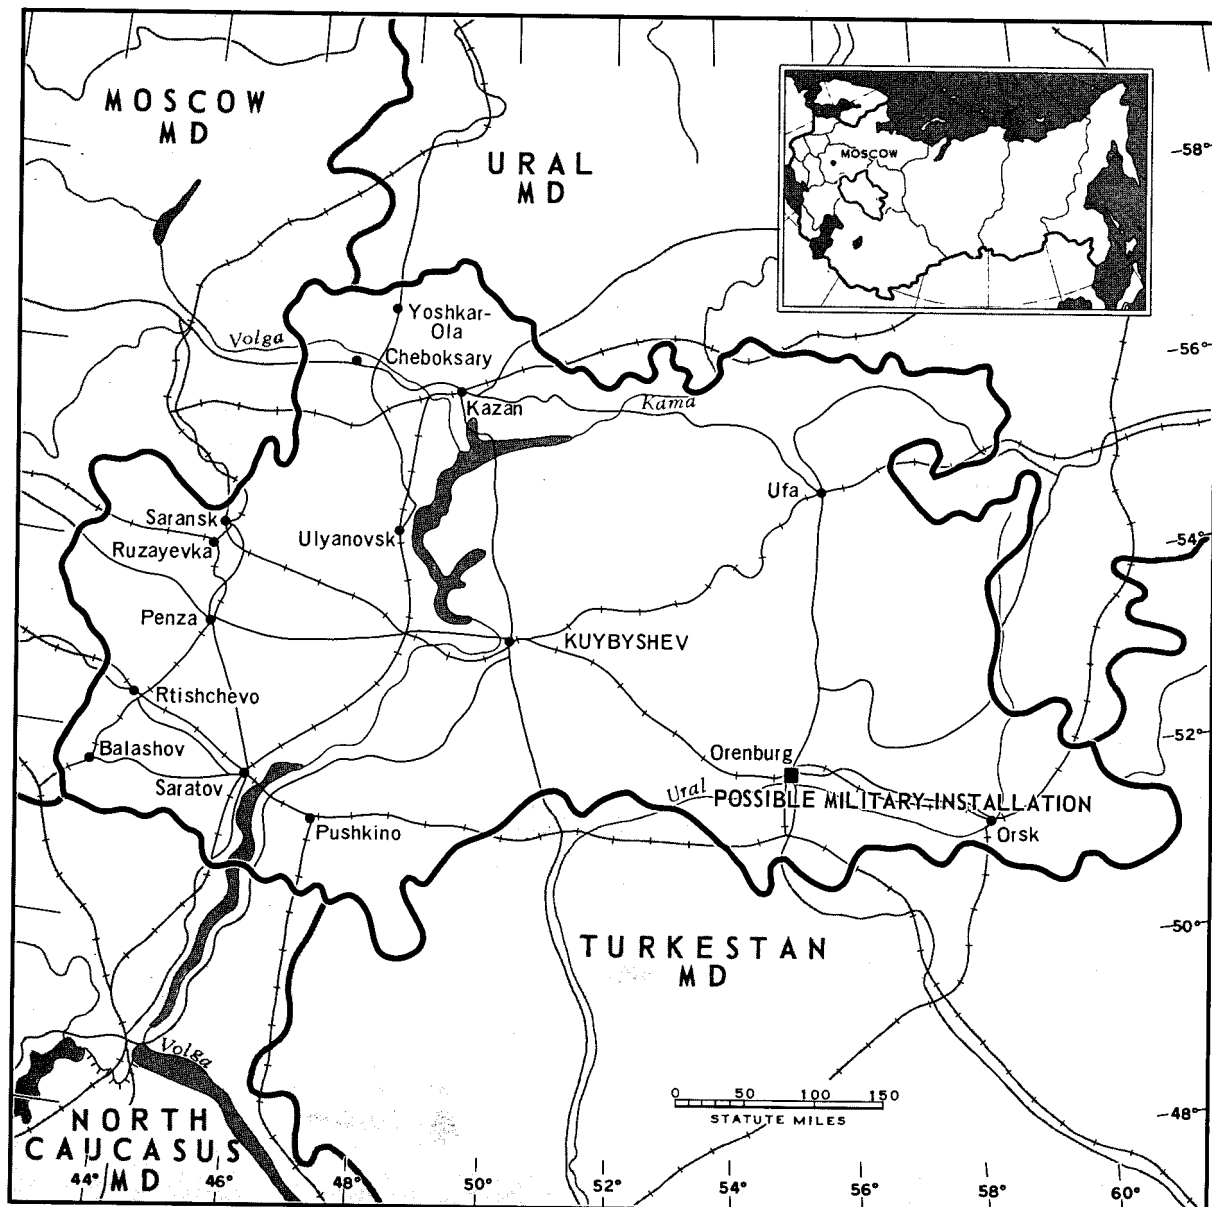 MOSCOW
MD
URAL
MD
MOSCOW
58°
Yoshkar-
Ola
Volga
Cheboksary
56°
Kazan
Kama
Ufa
Saransk
Ulyanovsk
54°
Ruzayevka
Penza
KUYBYSHEV
Rtishchevo
Balashov
Orenburg
52°
Saratov
Ural
POSSIBLE MILITARY INSTALLATION
Pushkino
Orsk
50°
TURKESTAN
MD
Volga
0 50 100 150
STATUTE MILES
48°
NORTH
CAUCASUS
MD
44° 46° 48° 50° 52° 54° 56° 58° 60°